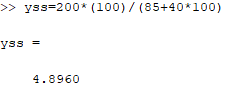 >> yss=200*(100)/(85+40*100)
yss =
4.8960